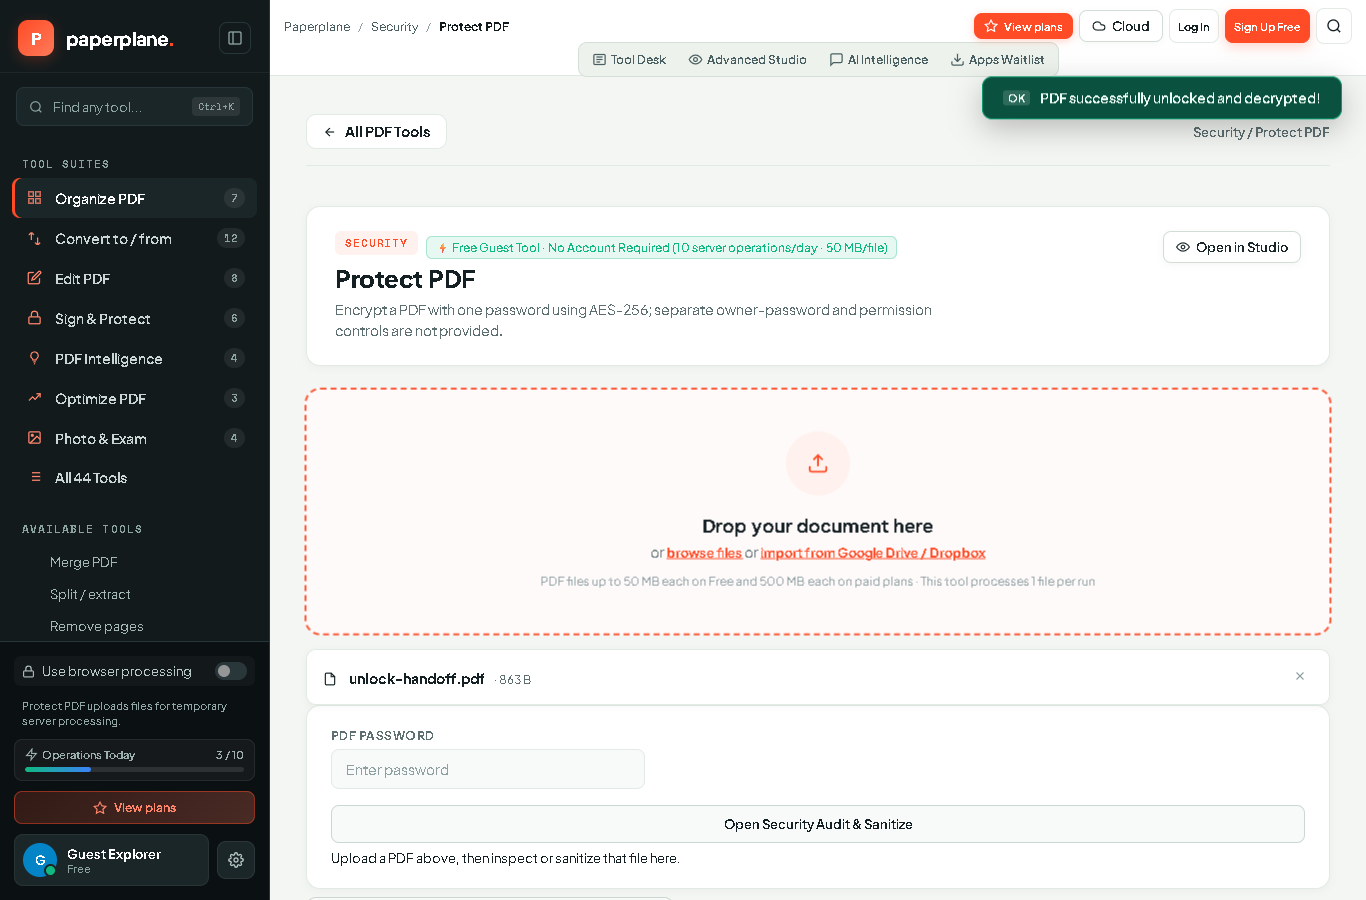 P paperplane.
Find any tool... Ctrl+K
TOOL SUITES
Organize PDF 7
Convert to / from 12
Edit PDF 8
Sign & Protect 6
PDF Intelligence 4
Optimize PDF 3
Photo & Exam 4
All 44 Tools
AVAILABLE TOOLS
Merge PDF
Split / extract
Remove pages
Use browser processing
Protect PDF uploads files for temporary
server processing.
Operations Today 3 / 10
View plans
G Guest Explorer
Free
Paperplane / Security / Protect PDF
View plans
Cloud
Log In
Sign Up Free
Tool Desk
Advanced Studio
AI Intelligence
Apps Waitlist
OK PDF successfully unlocked and decrypted!
All PDF Tools
Security / Protect PDF
SECURITY
Free Guest Tool · No Account Required (10 server operations/day · 50 MB/file)
Open in Studio
Protect PDF
Encrypt a PDF with one password using AES-256; separate owner-password and permission
controls are not provided.
Drop your document here
or browse files or import from Google Drive / Dropbox
PDF files up to 50 MB each on Free and 500 MB each on paid plans · This tool processes 1 file per run
unlock-handoff.pdf · 863 B
PDF PASSWORD
Enter password
Open Security Audit & Sanitize
Upload a PDF above, then inspect or sanitize that file here.